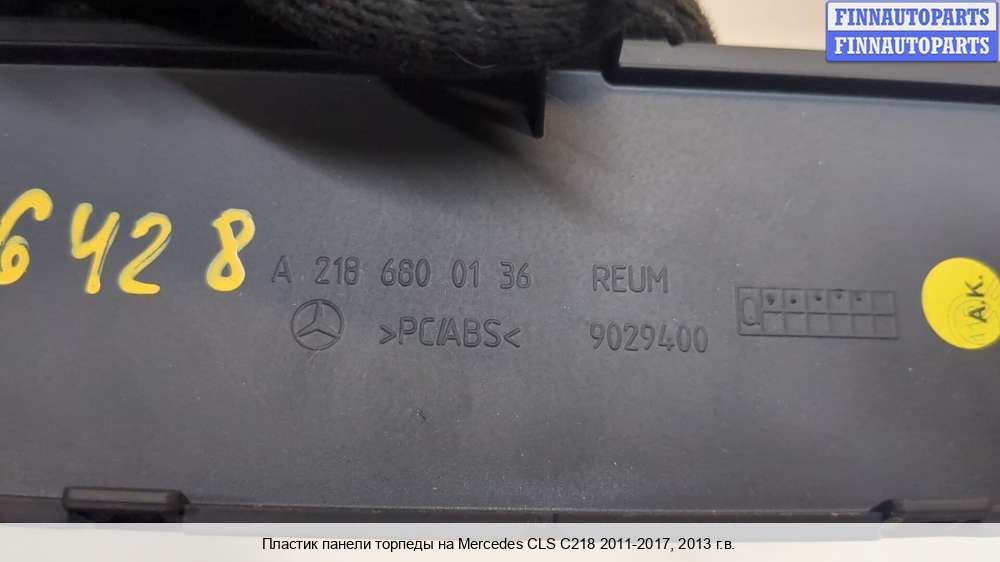 FINNAUTOPARTS
FINNAUTOPARTS
6428
A 218 680 01 36 REUM
>PC/ABS< 9029400
A.K.
Пластик панели торпеды на Mercedes CLS C218 2011-2017, 2013 г.в.